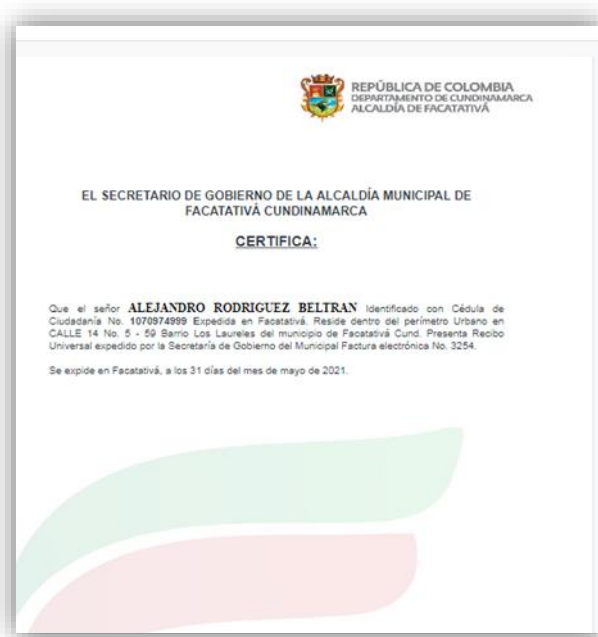 REPÚBLICA DE COLOMBIA
DEPARTAMENTO DE CUNDINAMARCA
ALCALDÍA DE FACATATIVÁ
EL SECRETARIO DE GOBIERNO DE LA ALCALDÍA MUNICIPAL DE
FACATATIVÁ CUNDINAMARCA
CERTIFICA:
Que el señor ALEJANDRO RODRIGUEZ BELTRAN Identificado con Cédula de
Ciudadanía No. 1070974999 Expedida en Facatativá. Reside dentro del perímetro Urbano en
CALLE 14 No. 5 - 59 Barrio Los Laureles del municipio de Facatativá Cund. Presenta Recibo
Universal expedido por la Secretaría de Gobierno del Municipal Factura electrónica No. 3254.
Se expide en Facatativá, a los 31 días del mes de mayo de 2021.